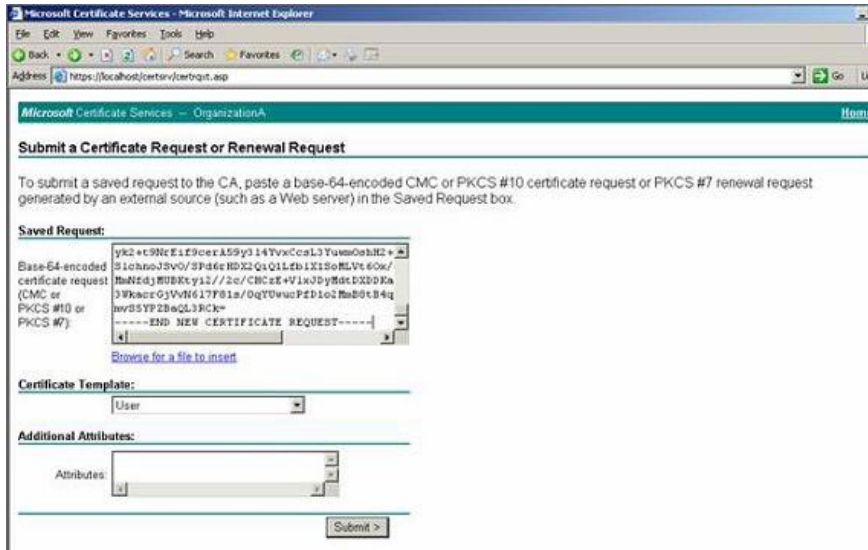 Microsoft Certificate Services - Microsoft Internet Explorer
File Edit View Favorites Tools Help
Back Search Favorites
Address https://localhost/certsrv/certrqxt.asp Go
Microsoft Certificate Services -- OrganizationA Home
Submit a Certificate Request or Renewal Request
To submit a saved request to the CA, paste a base-64-encoded CMC or PKCS #10 certificate request or PKCS #7 renewal request
generated by an external source (such as a Web server) in the Saved Request box.
Saved Request:
Base-64-encoded
certificate request
(CMC or
PKCS #10 or
PKCS #7):
-----END NEW CERTIFICATE REQUEST-----
Browse for a file to insert.
Certificate Template:
User
Additional Attributes:
Attributes:
Submit >